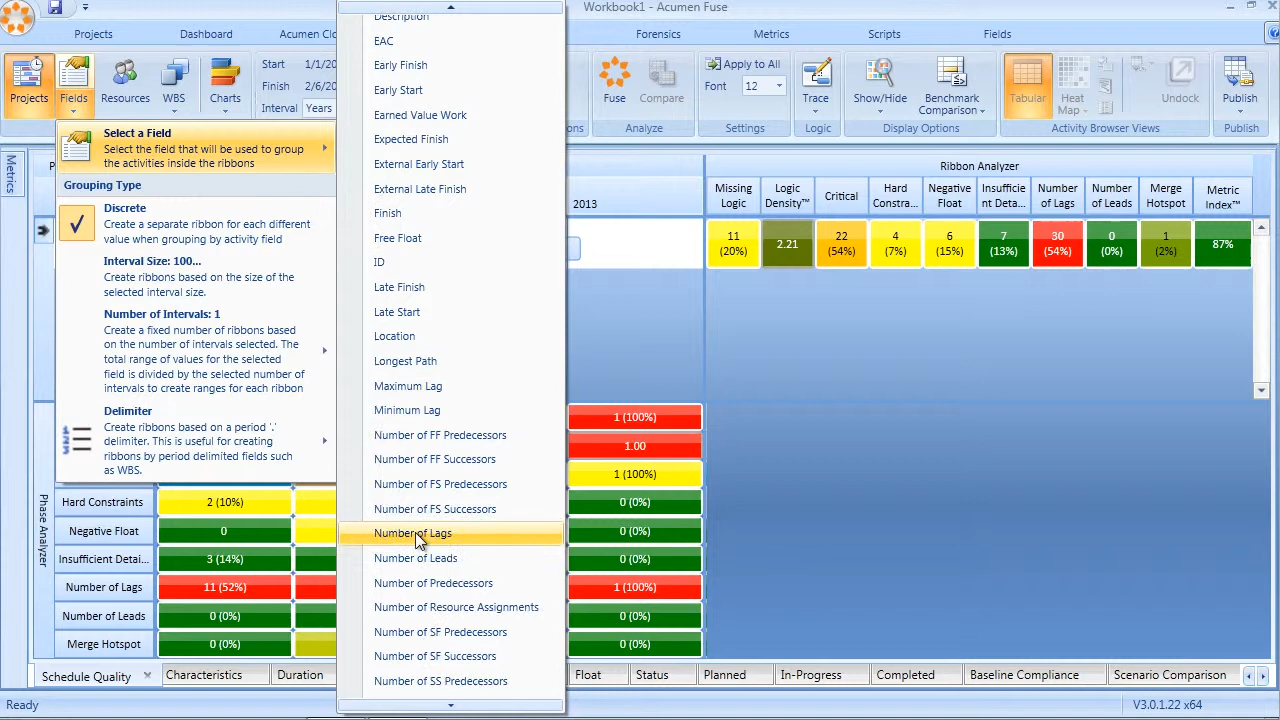 Workbook1 - Acumen Fuse
Projects
Dashboard
Acumen Clo
Forensics
Metrics
Scripts
Fields
Projects
Fields
Resources
WBS
Charts
Start 1/1/20
Finish 2/6/20
Interval Years
Fuse
Compare
Apply to All
Font 12
Trace
Show/Hide
Benchmark
Comparison
Tabular
Heat
Map
Undock
Publish
ons
Analyze
Settings
Logic
Display Options
Activity Browser Views
Publish
Metrics
P
Select a Field
Select the field that will be used to group
the activities inside the ribbons
Grouping Type
Discrete
Create a separate ribbon for each different
value when grouping by activity field
Interval Size: 100...
Create ribbons based on the size of the
selected interval size.
Number of Intervals: 1
Create a fixed number of ribbons based
on the number of intervals selected. The
total range of values for the selected
field is divided by the selected number of
intervals to create ranges for each ribbon
Delimiter
Create ribbons based on a period '.'
delimiter. This is useful for creating
ribbons by period delimited fields such
as WBS.
Description
EAC
Early Finish
Early Start
Earned Value Work
Expected Finish
External Early Start
External Late Finish
Finish
Free Float
ID
Late Finish
Late Start
Location
Longest Path
Maximum Lag
Minimum Lag
Number of FF Predecessors
Number of FF Successors
Number of FS Predecessors
Number of FS Successors
Number of Lags
Number of Leads
Number of Predecessors
Number of Resource Assignments
Number of SF Predecessors
Number of SF Successors
Number of SS Predecessors
2013
Ribbon Analyzer
Missing
Logic
Logic
Density™
Critical
Hard
Constra...
Negative
Float
Insufficie
nt Deta...
Number
of Lags
Number
of Leads
Merge
Hotspot
Metric
Index™
11
(20%)
2.21
22
(54%)
4
(7%)
6
(15%)
7
(13%)
30
(54%)
0
(0%)
1
(2%)
87%
Phase Analyzer
1 (100%)
1.00
1 (100%)
Hard Constraints 2 (10%) 0 (0%)
Negative Float 0 0 (0%)
Insufficient Detai... 3 (14%) 0 (0%)
Number of Lags 11 (52%) 1 (100%)
Number of Leads 0 (0%) 0 (0%)
Merge Hotspot 0 (0%) 0 (0%)
Schedule Quality
Characteristics
Duration
Float
Status
Planned
In-Progress
Completed
Baseline Compliance
Scenario Comparison
Ready
V3.0.1.22 x64